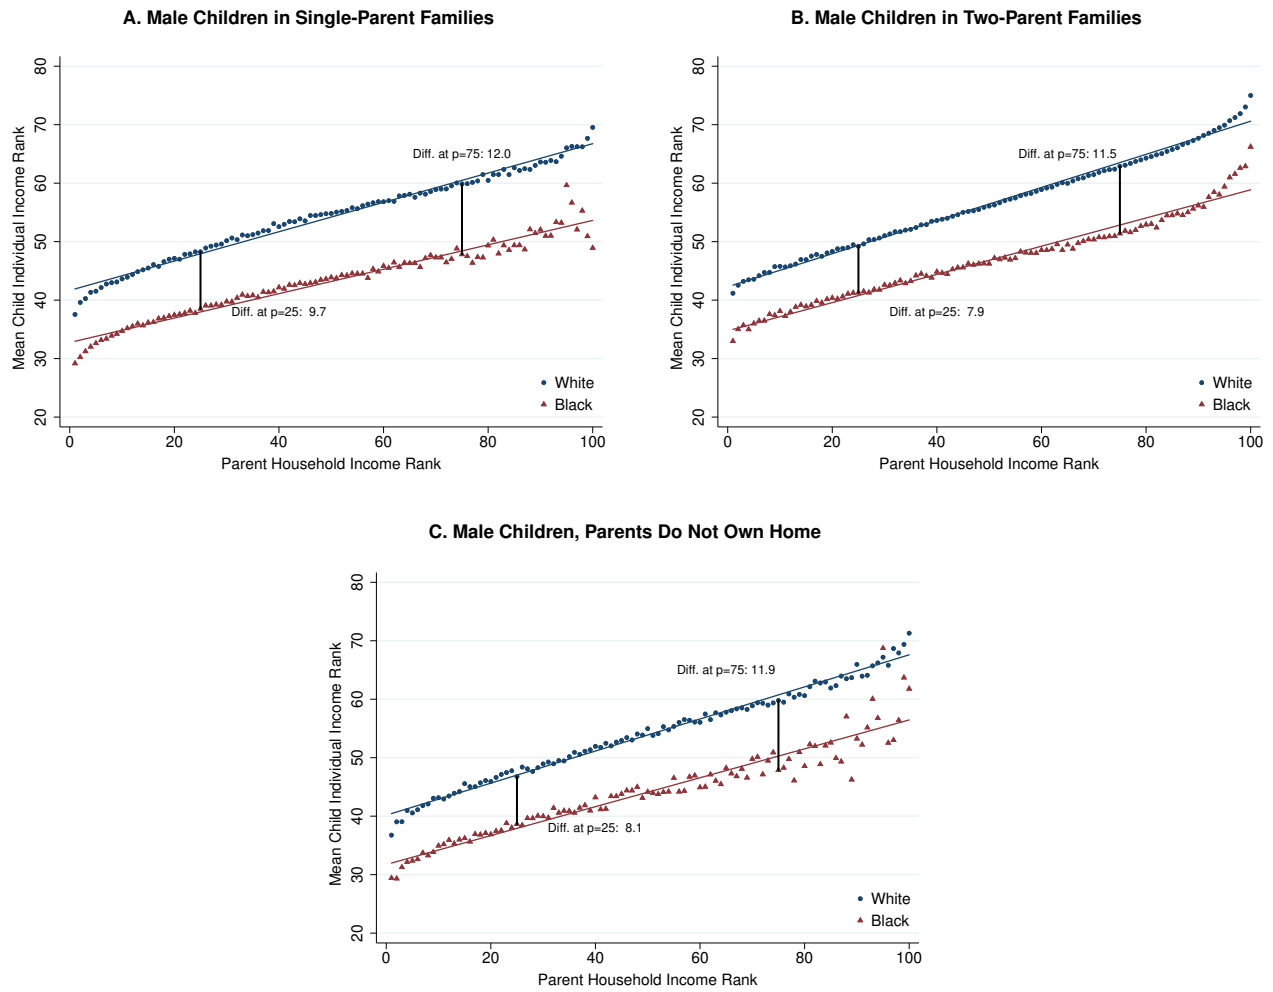 A. Male Children in Single-Parent Families
Mean Child Individual Income Rank
80
70
60
50
40
30
20
Diff. at p=75: 12.0
Diff. at p=25: 9.7
White
Black
0 20 40 60 80 100
Parent Household Income Rank
B. Male Children in Two-Parent Families
Mean Child Individual Income Rank
80
70
60
50
40
30
20
Diff. at p=75: 11.5
Diff. at p=25: 7.9
White
Black
0 20 40 60 80 100
Parent Household Income Rank
C. Male Children, Parents Do Not Own Home
Mean Child Individual Income Rank
80
70
60
50
40
30
20
Diff. at p=75: 11.9
Diff. at p=25: 8.1
White
Black
0 20 40 60 80 100
Parent Household Income Rank